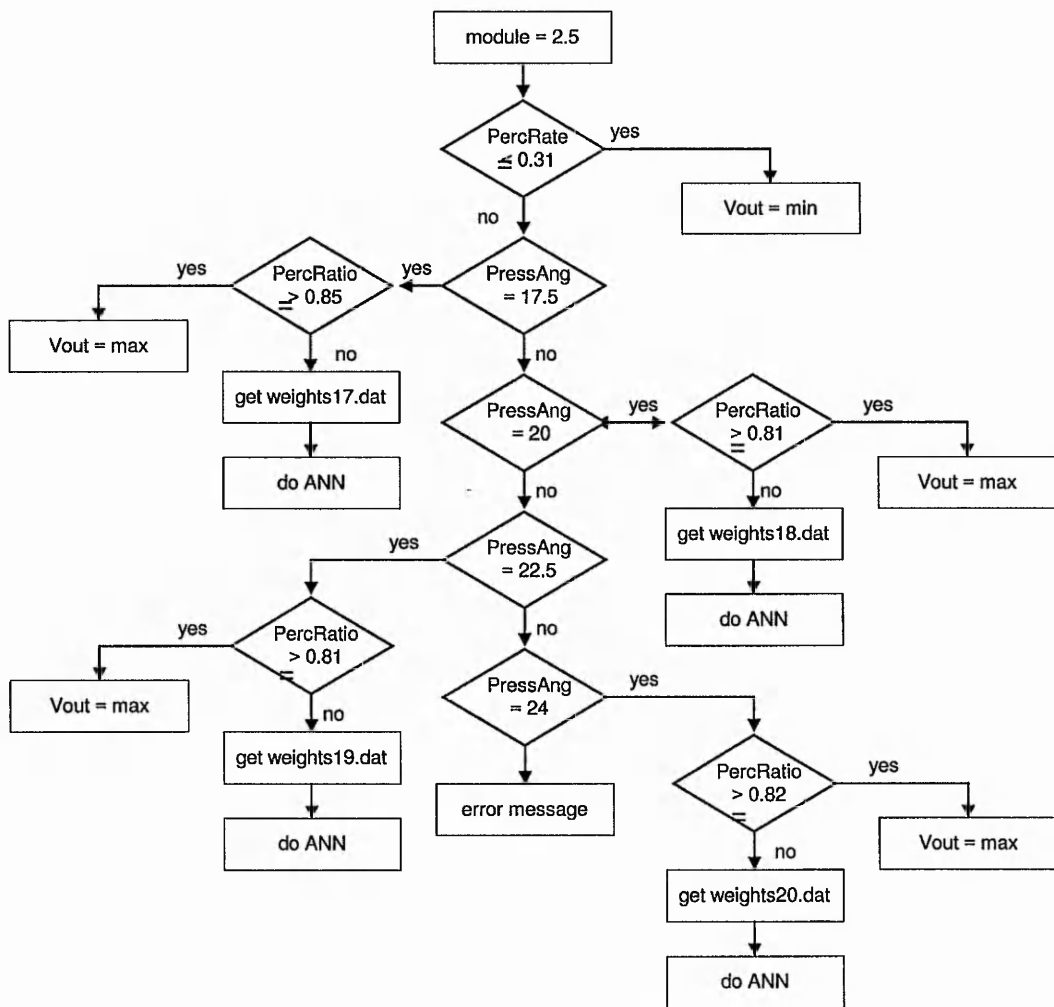 module = 2.5
PercRate
≤ 0.31
yes
Vout = min
no
PressAng
= 17.5
yes
PercRatio
≥ 0.85
yes
Vout = max
no
get weights17.dat
do ANN
no
PressAng
= 20
yes
PercRatio
≥ 0.81
yes
Vout = max
no
get weights18.dat
do ANN
no
PressAng
= 22.5
yes
PercRatio
≥ 0.81
yes
Vout = max
no
get weights19.dat
do ANN
no
PressAng
= 24
error message
yes
PercRatio
≥ 0.82
yes
Vout = max
no
get weights20.dat
do ANN